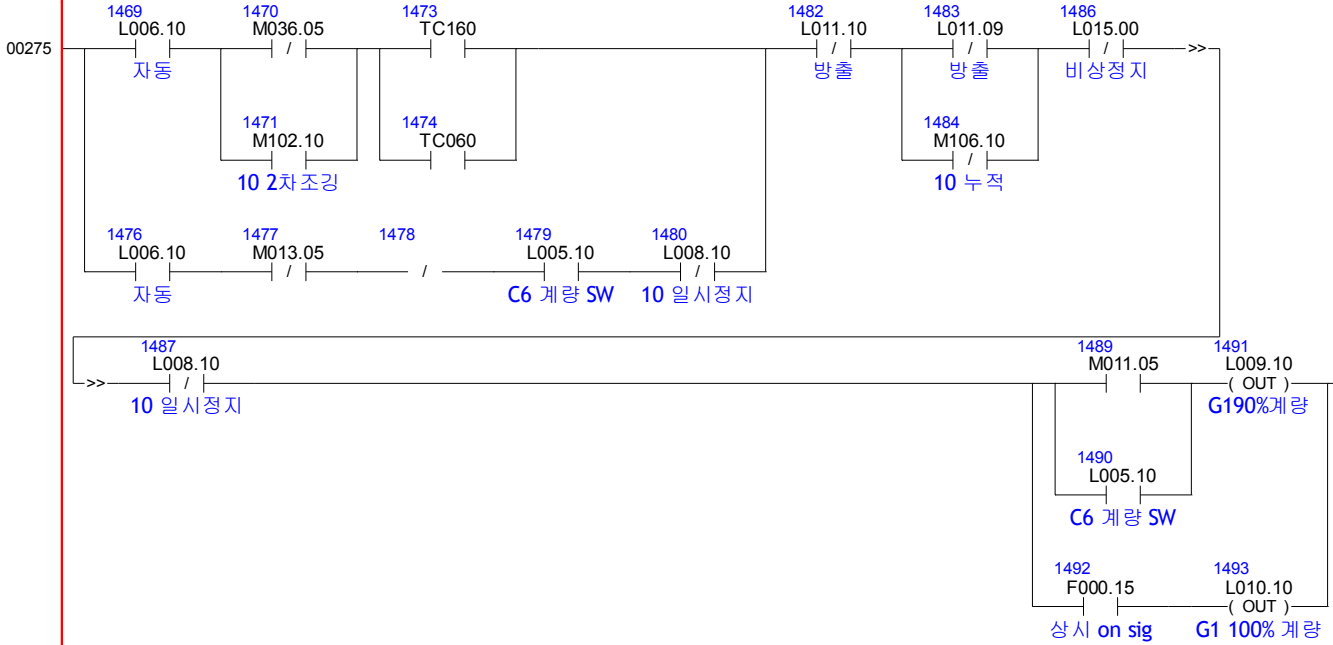 1469 1470 1473 1482 1483 1486
L006.10 M036.05 TC160 L011.10 L011.09 L015.00
00275 / / / / >>
자동 방출 방출 비상정지
1471 1474 1484
M102.10 TC060 M106.10
/
10 2차조깅 10 누적
1476 1477 1478 1479 1480
L006.10 M013.05 L005.10 L008.10
/ / /
자동 C6 계량 SW 10 일시정지
1487 1489 1491
L008.10 M011.05 L009.10
>> / ( OUT )
10 일시정지 G190%계량
1490
L005.10
C6 계량 SW
1492 1493
F000.15 L010.10
( OUT )
상시 on sig G1 100% 계량